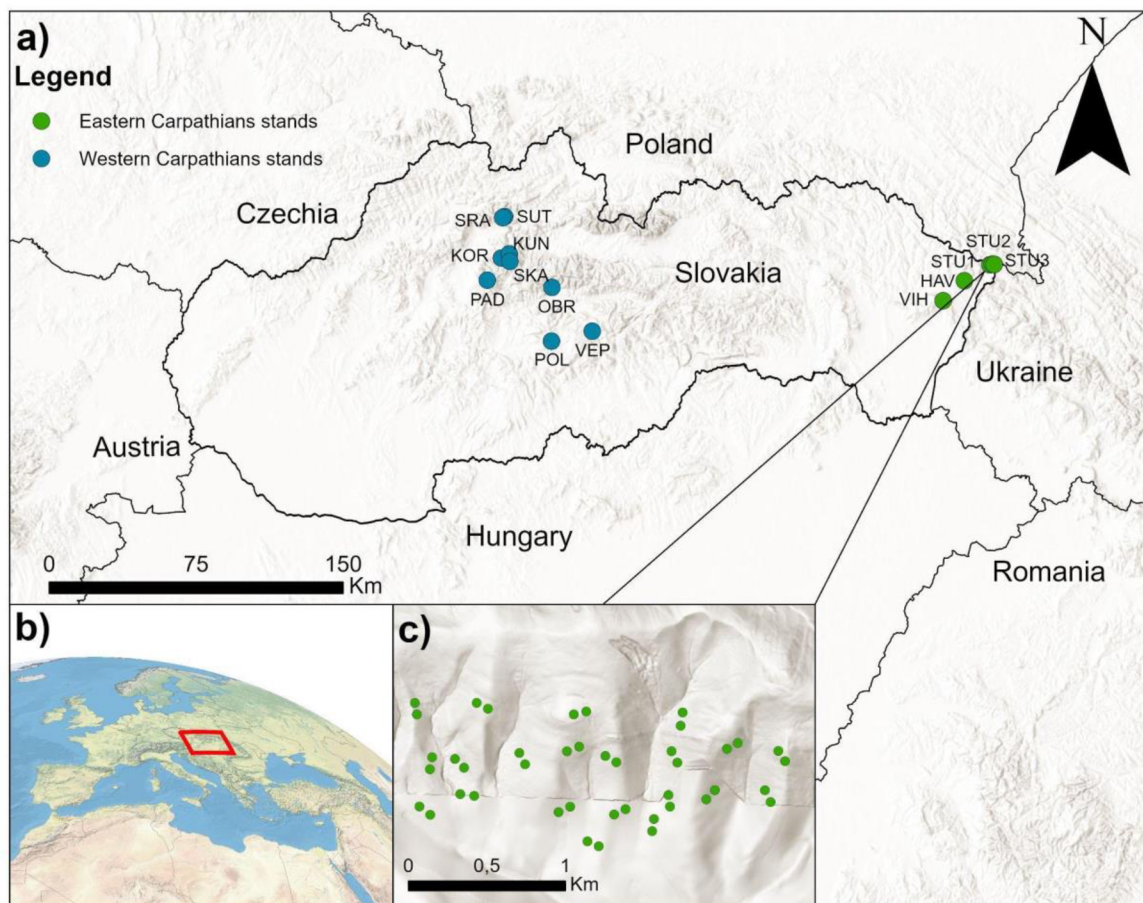 a)
N
Legend
Eastern Carpathians stands
Western Carpathians stands
Poland
Czechia
SRA
SUT
KUN
KOR
SKA
PAD
OBR
Slovakia
STU2
STU1
STU3
HAV
VIH
POL
VEP
Ukraine
Austria
Hungary
Romania
0 75 150
Km
b)
c)
0 0,5 1
Km